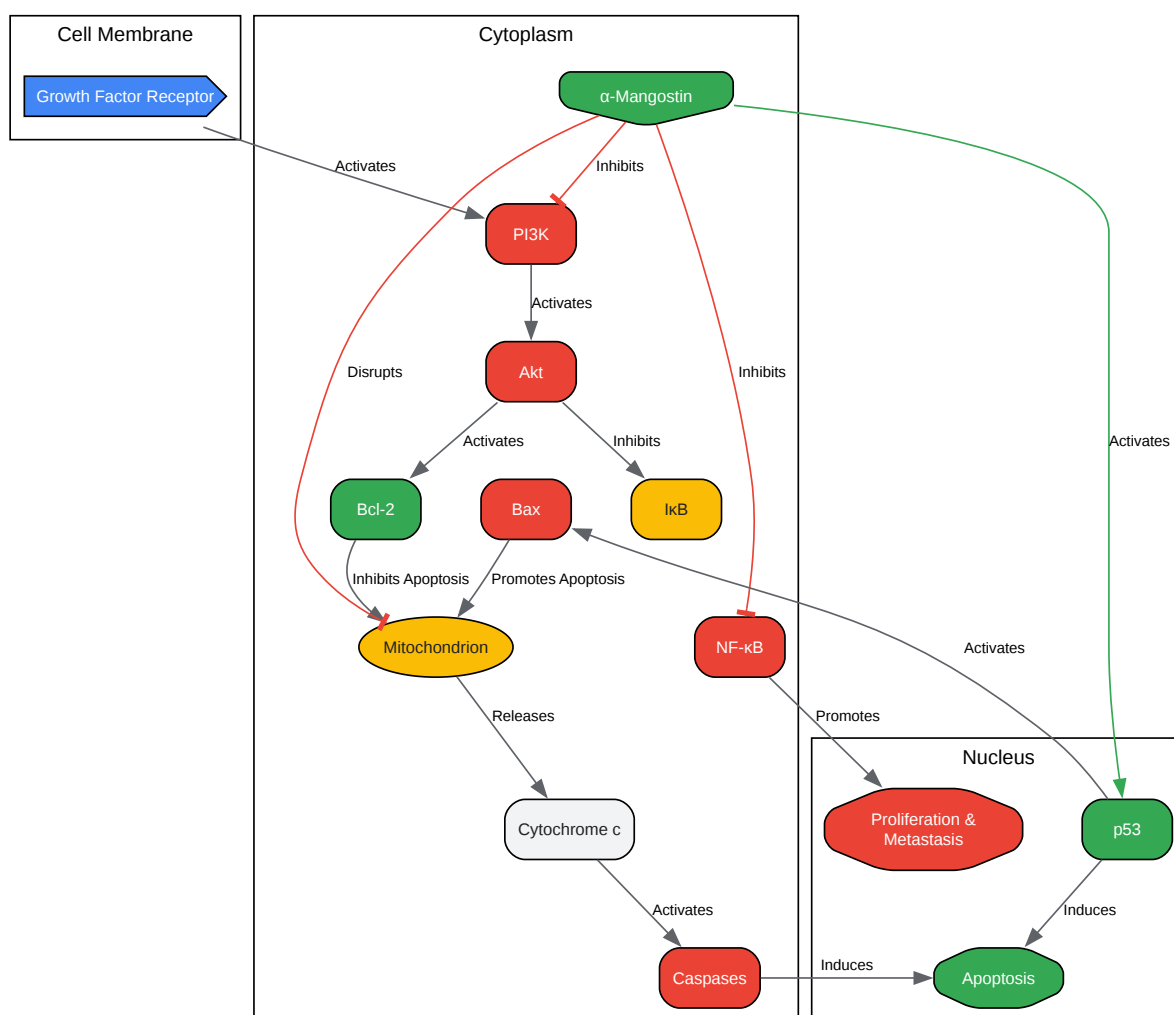 Cell Membrane
Cytoplasm
Growth Factor Receptor
α-Mangostin
Activates
Inhibits
PI3K
Activates
Disrupts
Akt
Inhibits
Activates
Inhibits
Activates
Bcl-2
Bax
IκB
Inhibits Apoptosis
Promotes Apoptosis
Mitochondrion
NF-κB
Activates
Releases
Promotes
Nucleus
Cytochrome c
Proliferation &
Metastasis
p53
Activates
Induces
Caspases
Induces
Apoptosis